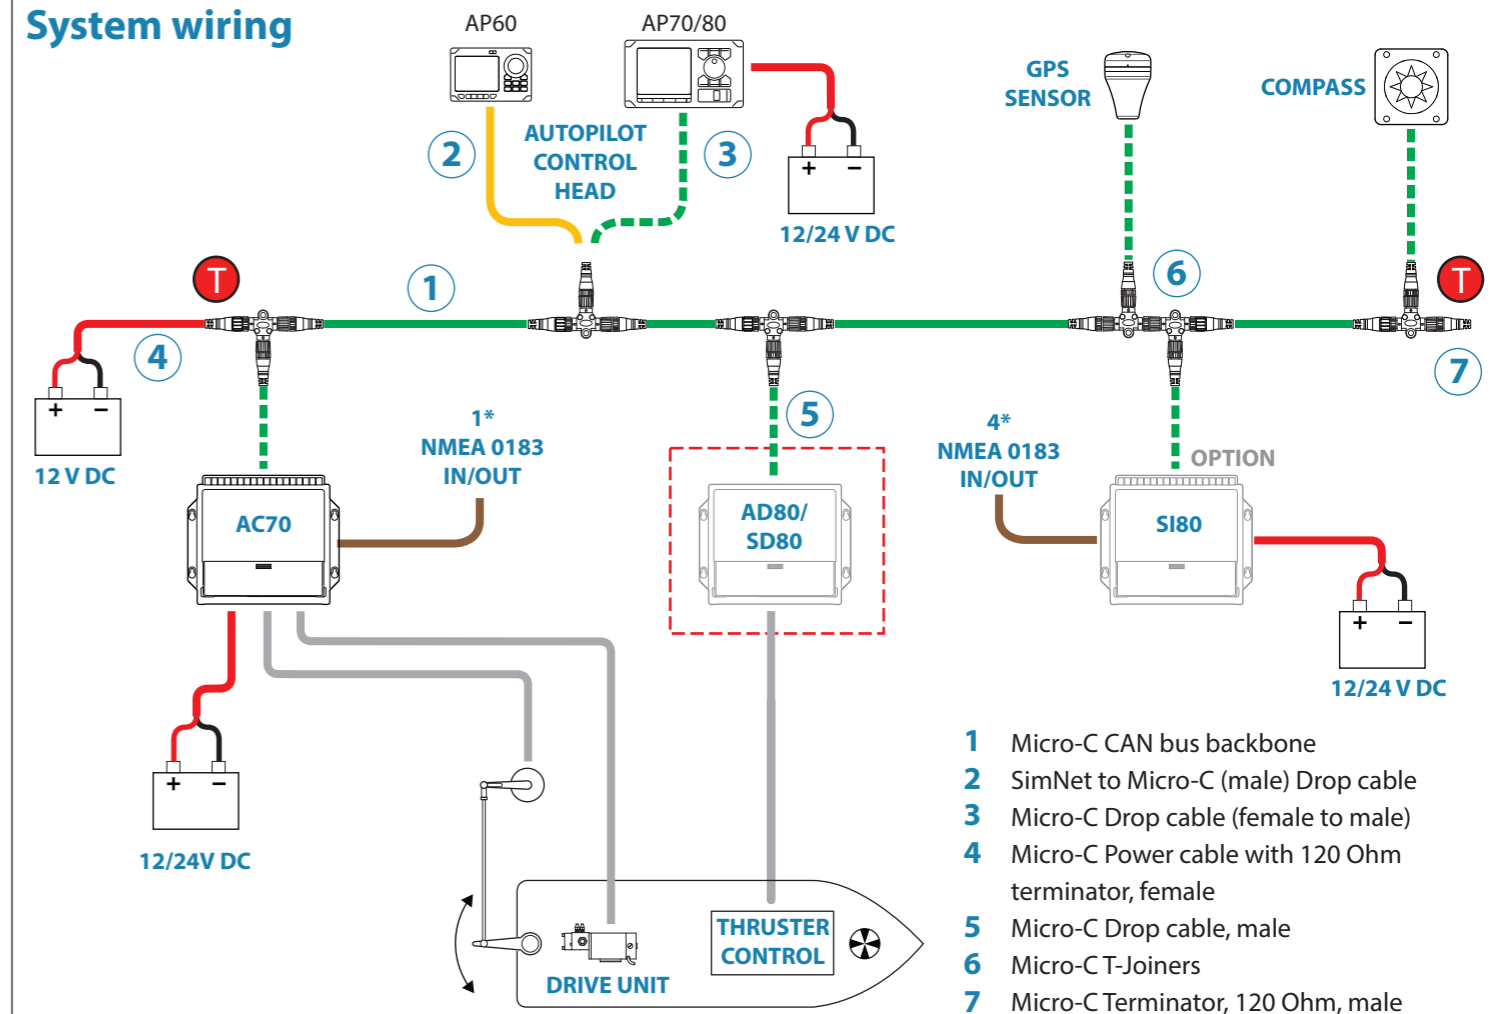 System wiring
AP60
AP70/80
GPS
SENSOR
COMPASS
2
AUTOPILOT
CONTROL
HEAD
3
+ −
12/24 V DC
T
1
6
T
4
7
+ −
12 V DC
1*
NMEA 0183
IN/OUT
5
4*
NMEA 0183
IN/OUT
OPTION
AC70
AD80/
SD80
SI80
+ −
12/24 V DC
+ −
12/24V DC
THRUSTER
CONTROL
DRIVE UNIT
1 Micro-C CAN bus backbone
2 SimNet to Micro-C (male) Drop cable
3 Micro-C Drop cable (female to male)
4 Micro-C Power cable with 120 Ohm
terminator, female
5 Micro-C Drop cable, male
6 Micro-C T-Joiners
7 Micro-C Terminator, 120 Ohm, male